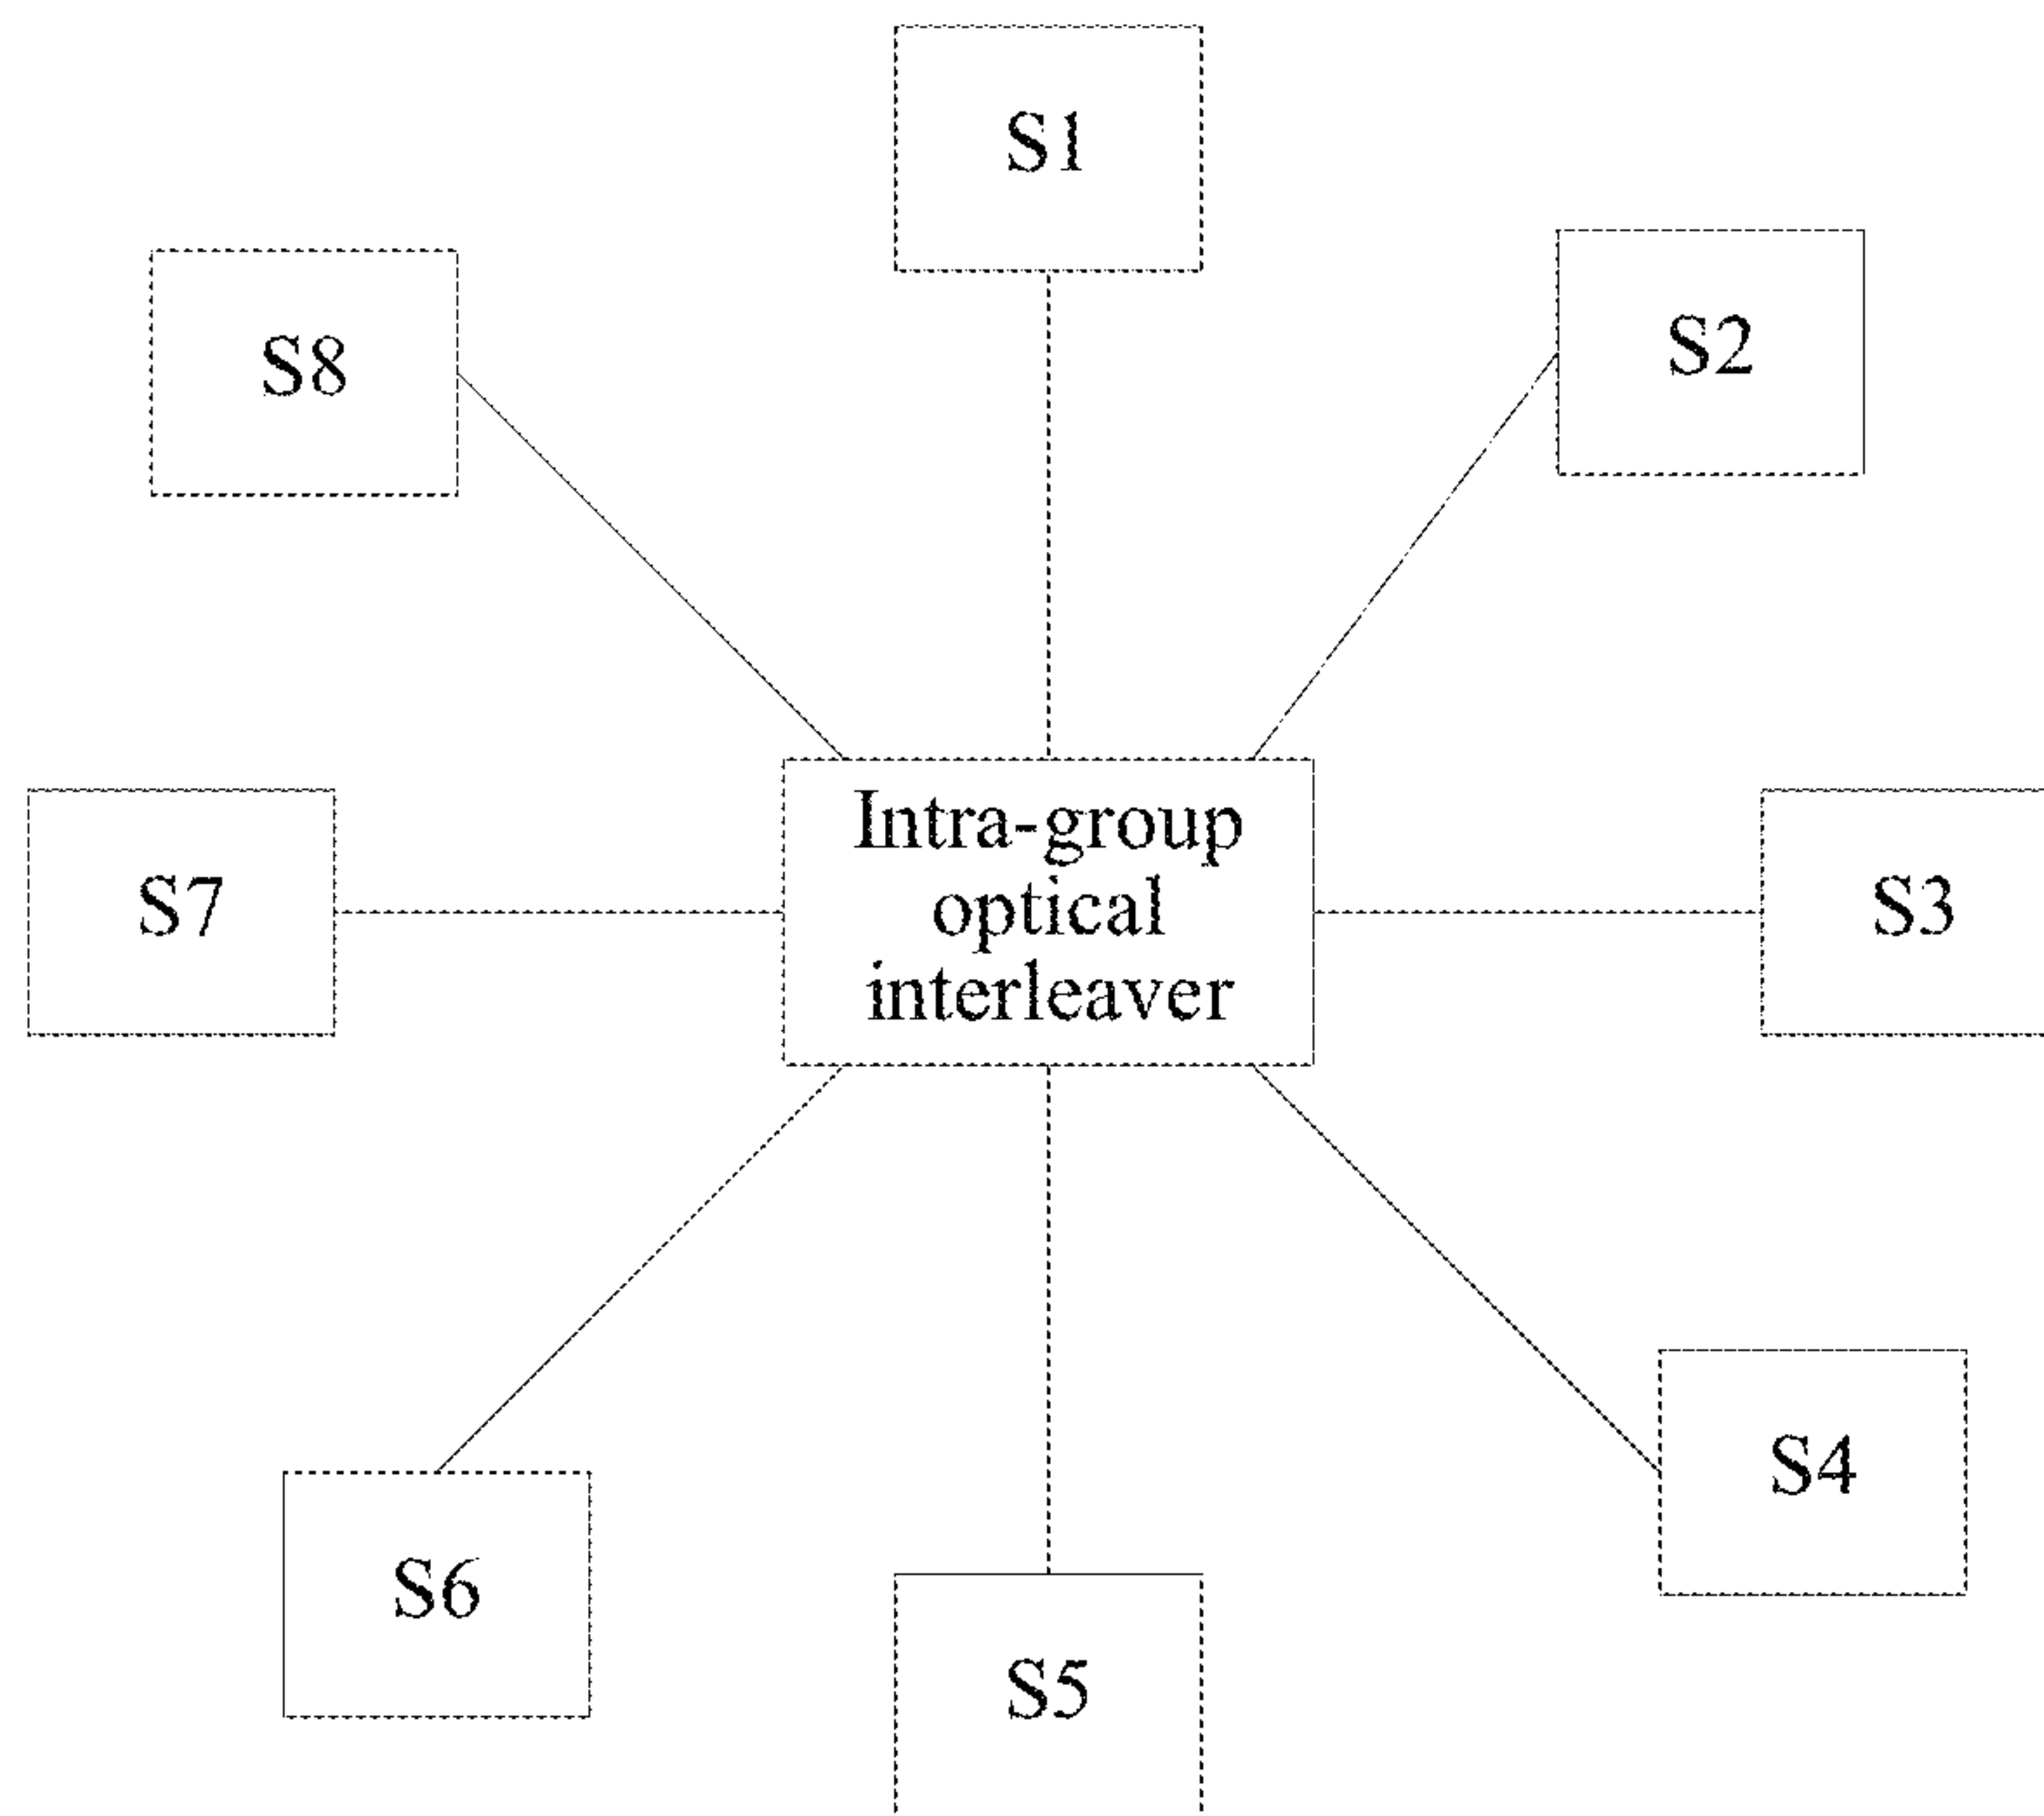 S1
S2
S8
Intra-group
optical
interleaver
S7
S3
S4
S6
S5